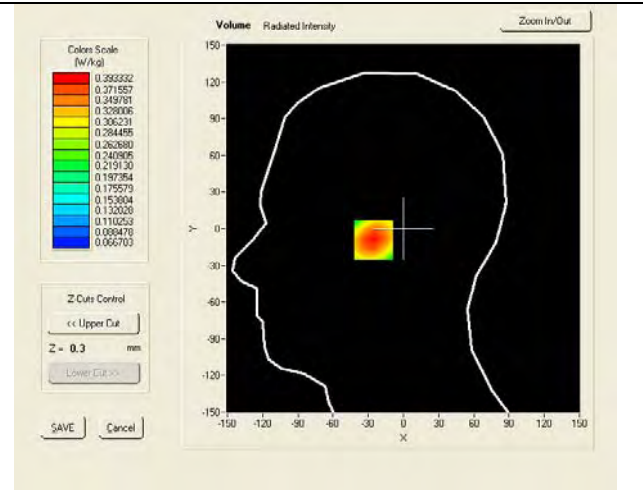 Volume Radiated Intensity
Zoom In/Out
Colors Scale
(W/kg)
0.393332
0.371557
0.349781
0.328006
0.306231
0.284455
0.262680
0.240905
0.219130
0.197354
0.175579
0.153804
0.132028
0.110253
0.088478
0.066703
Z Cuts Control
<< Upper Cut
Z = 0.3 mm
Lower Cut >>
SAVE Cancel
150
120
90
60
30
0
-30
-60
-90
-120
-150
Y
-150 -120 -90 -60 -30 0 30 60 90 120 150
X